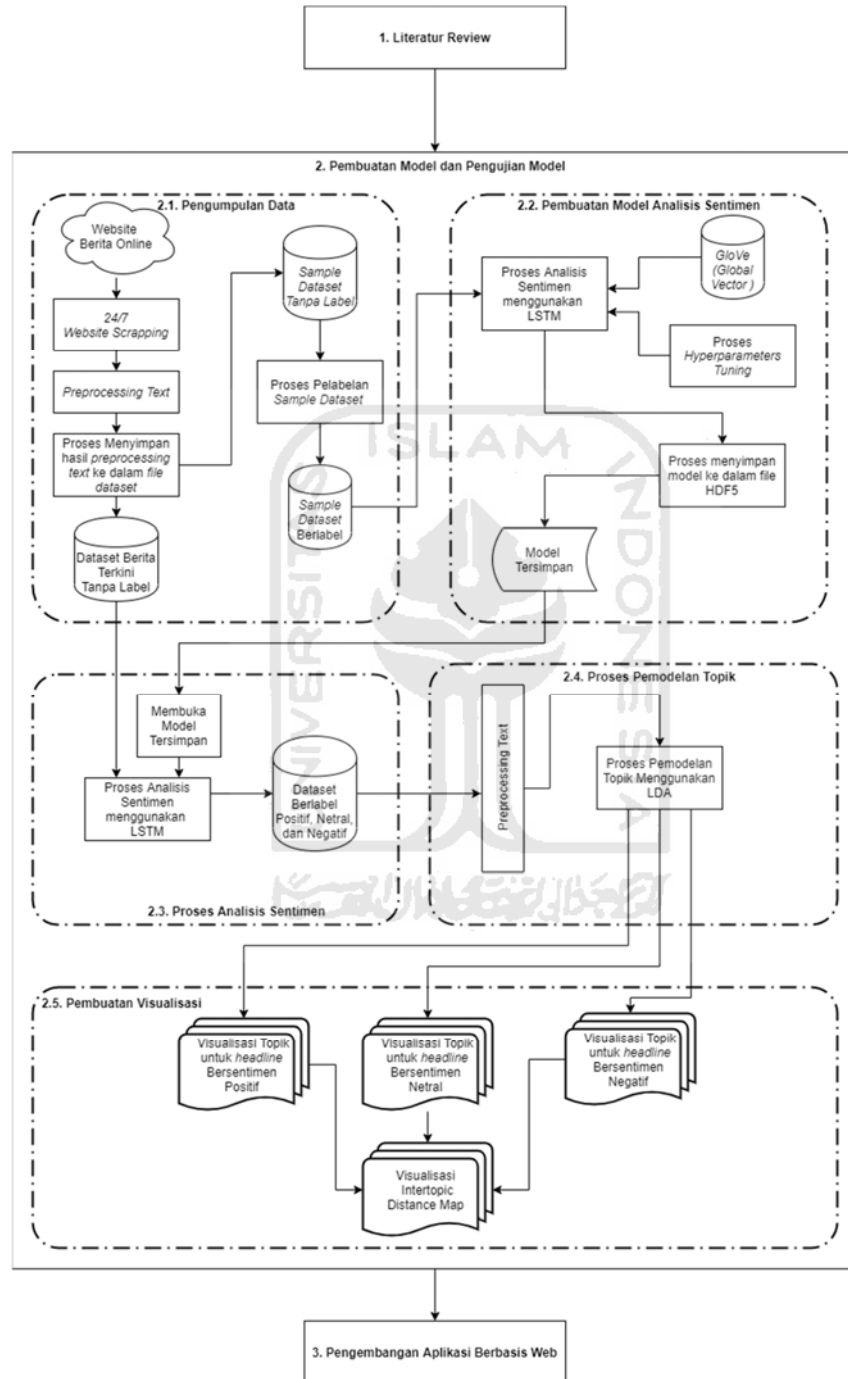 1. Literatur Review
2. Pembuatan Model dan Pengujian Model
2.1. Pengumpulan Data
Website
Berita Online
24/7
Website Scrapping
Preprocessing Text
Proses Menyimpan
hasil preprocessing
text ke dalam file
dataset
Dataset Berita
Terkini
Tanpa Label
Sample
Dataset
Tanpa Label
Proses Pelabelan
Sample Dataset
Sample
Dataset
Berlabel
2.2. Pembuatan Model Analisis Sentimen
Proses Analisis
Sentimen
menggunakan
LSTM
GloVe
(Global
Vector )
Proses
Hyperparameters
Tuning
Proses menyimpan
model ke dalam file
HDF5
Model
Tersimpan
Membuka
Model
Tersimpan
Proses Analisis
Sentimen
menggunakan
LSTM
Dataset
Berlabel
Positif, Netral,
dan Negatif
2.3. Proses Analisis Sentimen
2.4. Proses Pemodelan Topik
Preprocessing Text
Proses Pemodelan
Topik Menggunakan
LDA
2.5. Pembuatan Visualisasi
Visualisasi Topik
untuk headline
Bersentimen
Positif
Visualisasi Topik
untuk headline
Bersentimen
Netral
Visualisasi Topik
untuk headline
Bersentimen
Negatif
Visualisasi
Intertopic
Distance Map
3. Pengembangan Aplikasi Berbasis Web
UNIVERSITAS
ISLAM
INDONESIA